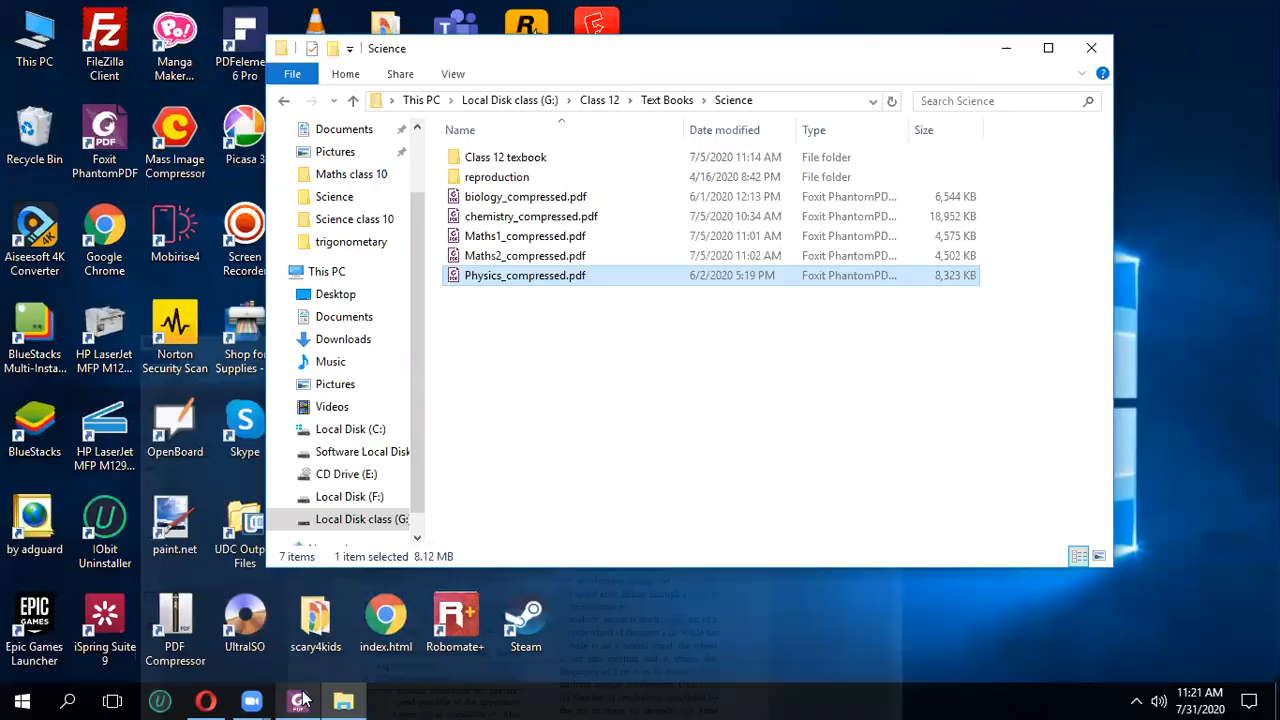 This PC
FileZilla
Client
Manga
Maker...
PDFelemen...
6 Pro
Science
File
Home
Share
View
This PC > Local Disk class (G:) > Class 12 > Text Books > Science
Search Science
Name
Date modified
Type
Size
Class 12 texbook
7/5/2020 11:14 AM
File folder
reproduction
4/16/2020 8:42 PM
File folder
biology_compressed.pdf
6/1/2020 12:13 PM
Foxit PhantomPD...
6,544 KB
chemistry_compressed.pdf
7/5/2020 10:34 AM
Foxit PhantomPD...
18,952 KB
Maths1_compressed.pdf
7/5/2020 11:01 AM
Foxit PhantomPD...
4,575 KB
Maths2_compressed.pdf
7/5/2020 11:02 AM
Foxit PhantomPD...
4,502 KB
Physics_compressed.pdf
6/2/2020 5:19 PM
Foxit PhantomPD...
8,323 KB
Documents
Pictures
Maths class 10
Science
Science class 10
trigonometary
This PC
Desktop
Documents
Downloads
Music
Pictures
Videos
Local Disk (C:)
Software Local Disk
CD Drive (E:)
Local Disk (F:)
Local Disk class (G:
7 items
1 item selected 8.12 MB
Recycle Bin
Foxit
PhantomPDF
Mass Image
Compressor
Picasa 3
Aiseesoft 4K
Converter
Google
Chrome
Mobirise4
Screen
Recorder
BlueStacks
Multi-Insta...
HP LaserJet
MFP M12...
Norton
Security Scan
Shop for
Supplies -
BlueStacks
HP LaserJet
MFP M129...
OpenBoard
Skype
by adguard
IObit
Uninstaller
paint.net
UDC Outp
Files
Epic Games
Launcher
iSpring Suite
9
PDF
Compressor
UltraISO
scary4kids
index.html
Robomate+
Steam
11:21 AM
7/31/2020